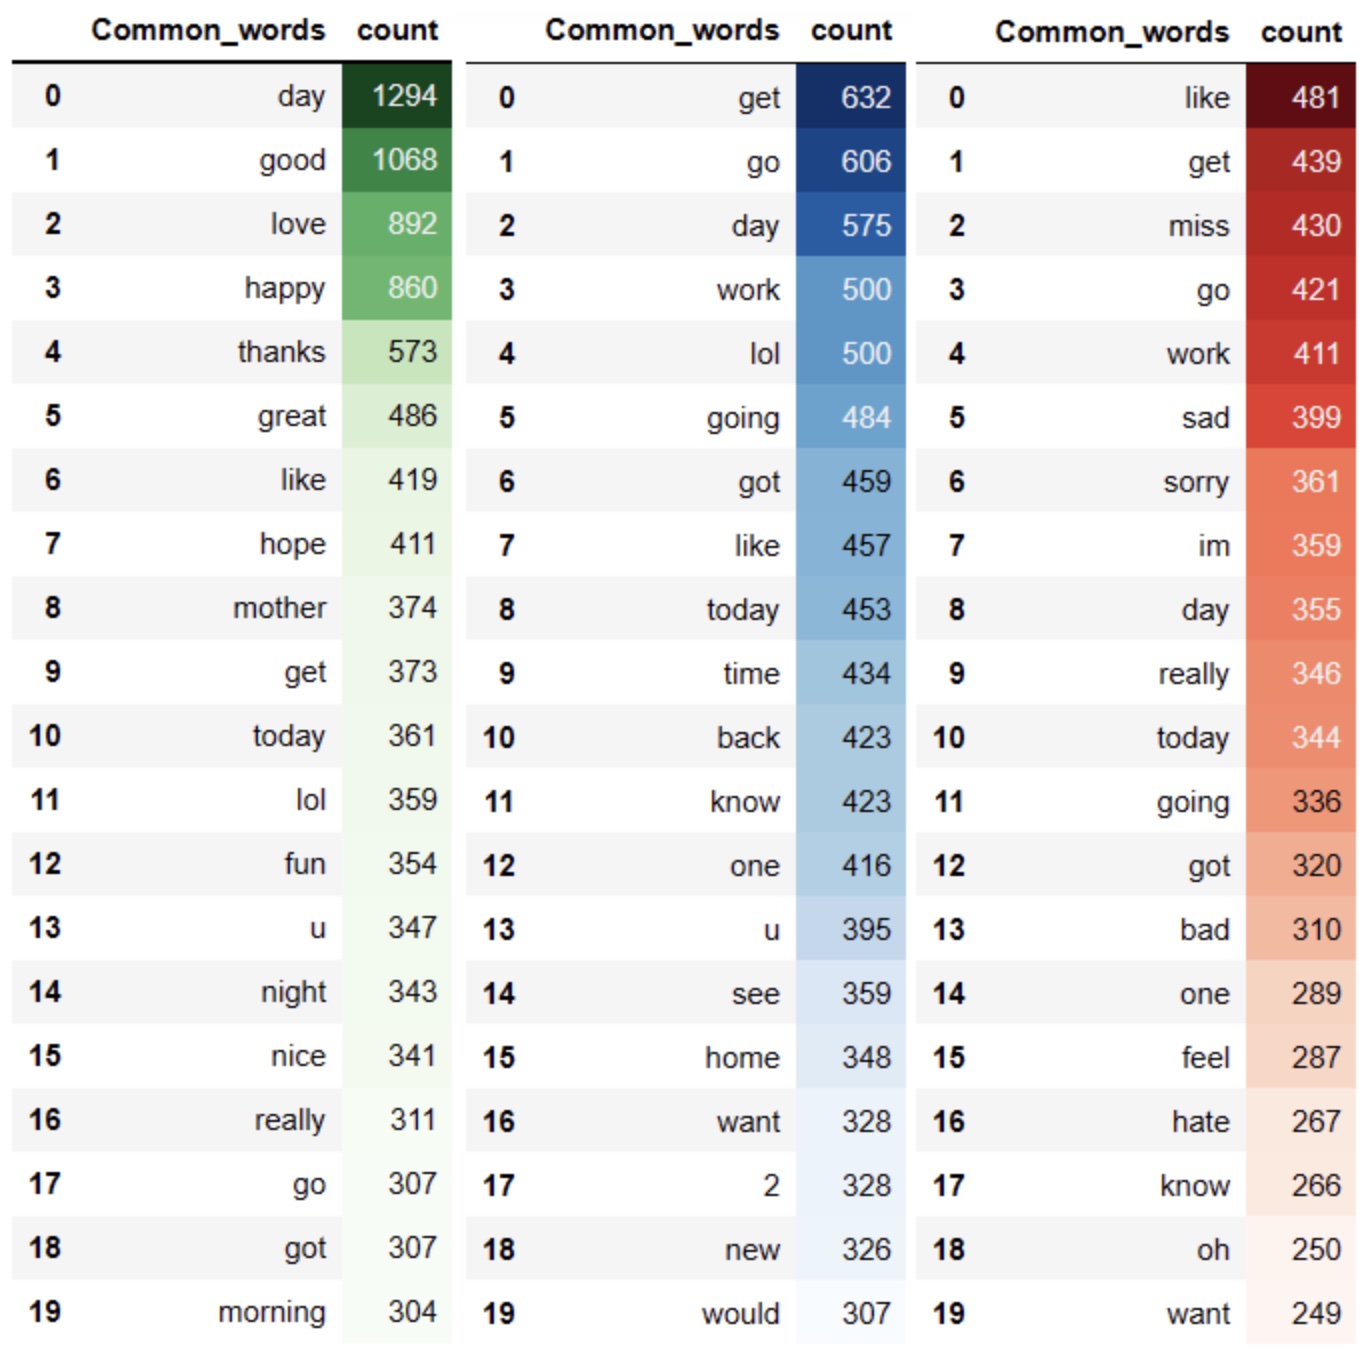 Common_words count Common_words count Common_words count
0 day 1294 0 get 632 0 like 481
1 good 1068 1 go 606 1 get 439
2 love 892 2 day 575 2 miss 430
3 happy 860 3 work 500 3 go 421
4 thanks 573 4 lol 500 4 work 411
5 great 486 5 going 484 5 sad 399
6 like 419 6 got 459 6 sorry 361
7 hope 411 7 like 457 7 im 359
8 mother 374 8 today 453 8 day 355
9 get 373 9 time 434 9 really 346
10 today 361 10 back 423 10 today 344
11 lol 359 11 know 423 11 going 336
12 fun 354 12 one 416 12 got 320
13 u 347 13 u 395 13 bad 310
14 night 343 14 see 359 14 one 289
15 nice 341 15 home 348 15 feel 287
16 really 311 16 want 328 16 hate 267
17 go 307 17 2 328 17 know 266
18 got 307 18 new 326 18 oh 250
19 morning 304 19 would 307 19 want 249